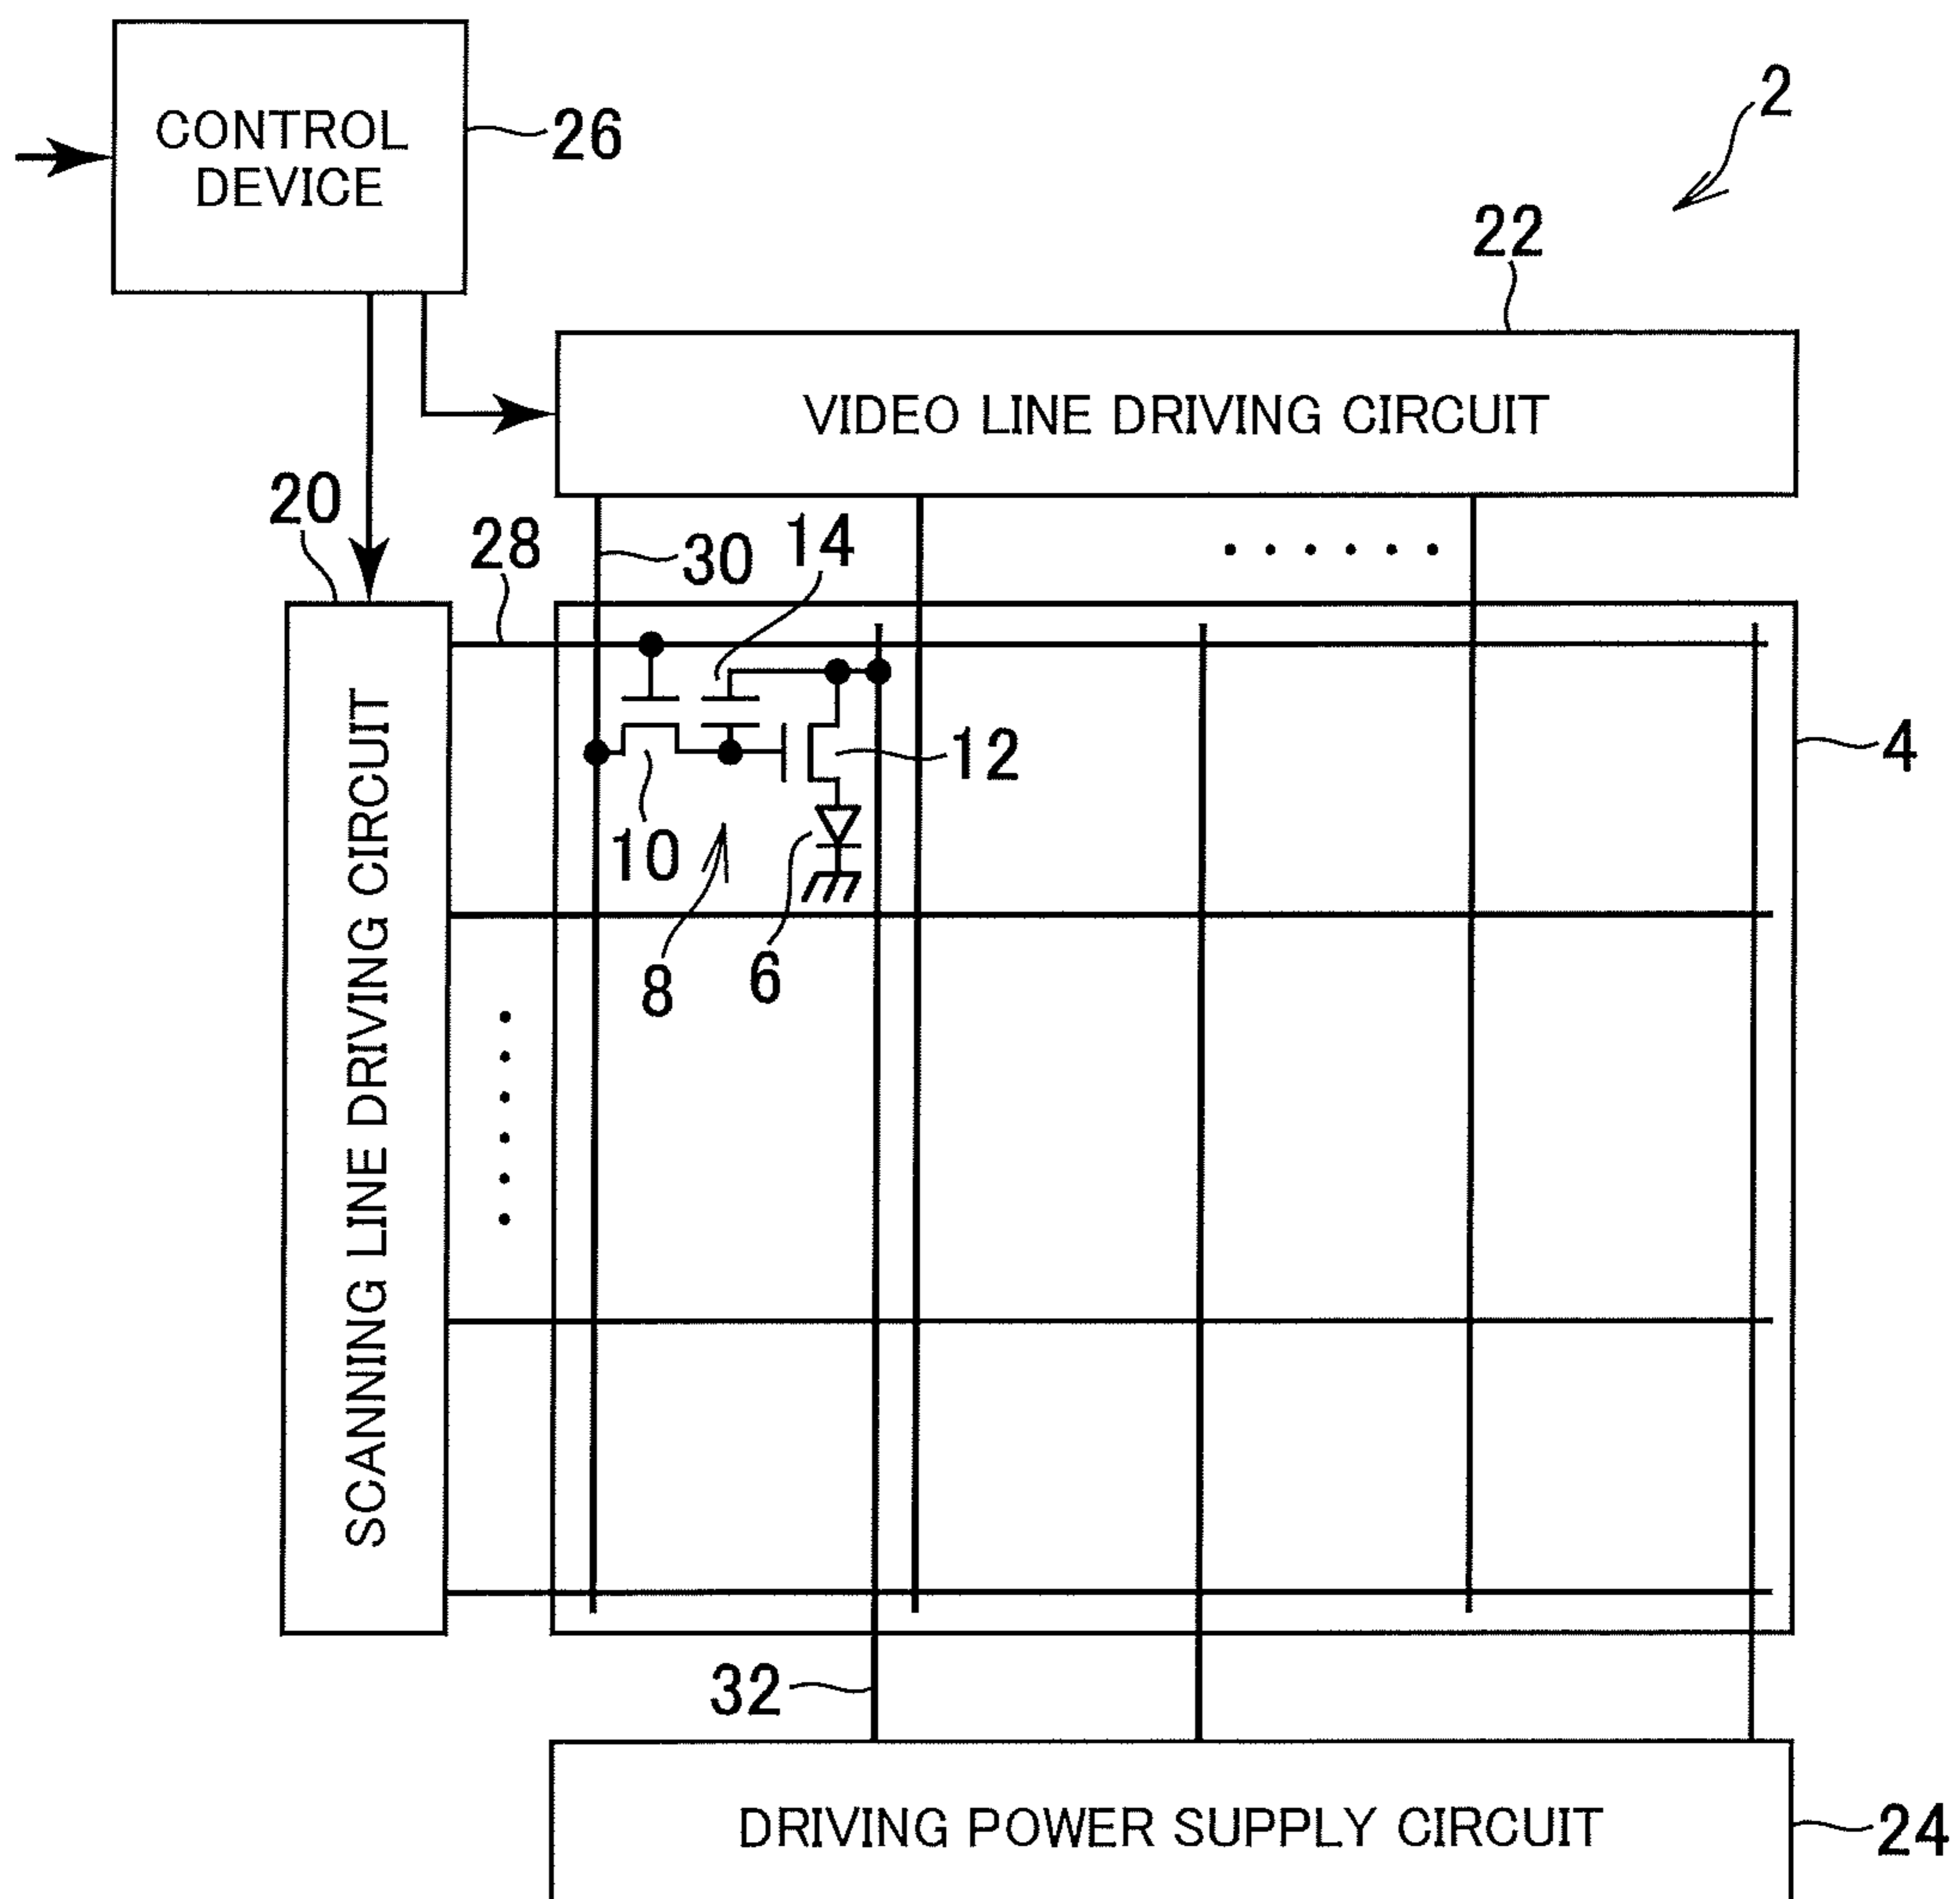 CONTROL
DEVICE
26
2
22
VIDEO LINE DRIVING CIRCUIT
20
28
30
14
12
4
10
8
6
SCANNING LINE DRIVING CIRCUIT
32
DRIVING POWER SUPPLY CIRCUIT
24